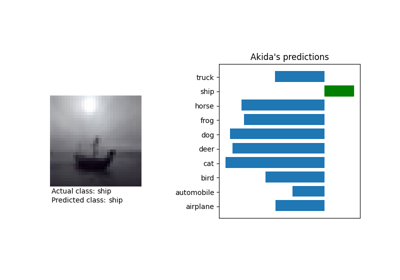 Akida's predictions
truck
ship
horse
frog
dog
deer
cat
bird
automobile
airplane
Actual class: ship
Predicted class: ship